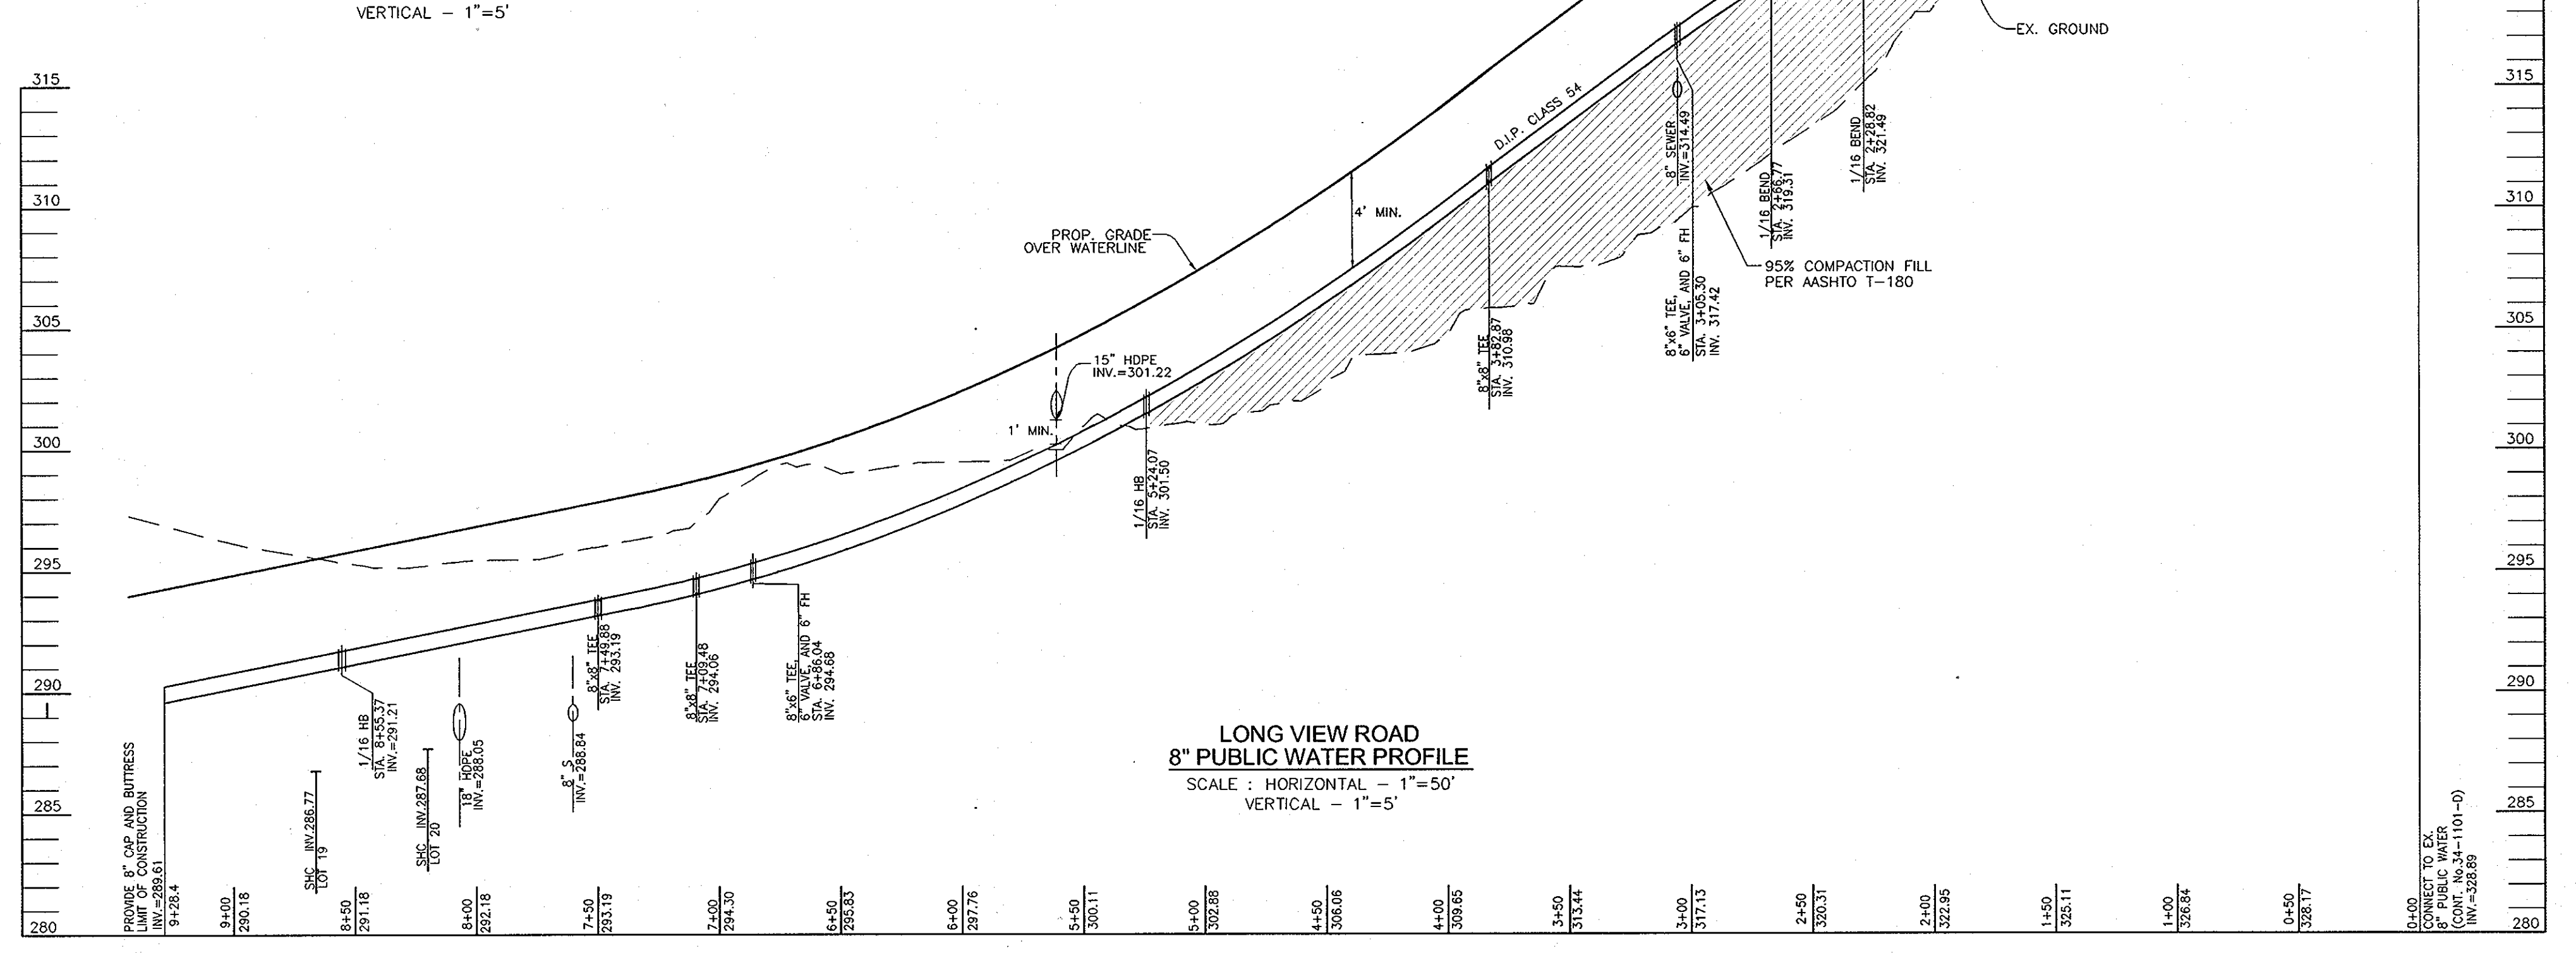 VERTICAL - 1"=5'
EX. GROUND
315
310
305
300
295
290
285
280
315
310
305
300
295
290
285
280
D.I.P. CLASS 54
4' MIN.
PROP. GRADE
OVER WATERLINE
15" HDPE
INV.=301.22
1' MIN.
95% COMPACTION FILL
PER AASHTO T-180
PROVIDE 8" CAP AND BUTTRESS
LIMIT OF CONSTRUCTION
INV.=289.61
9+28.4
SHC INV.286.77
LOT 19
1/16 HB
STA. 8+55.37
INV.=291.21
SHC INV.287.68
LOT 20
18" HDPE
INV.=288.05
8" S
INV.=288.84
8"x8" TEE
STA. 7+49.88
INV. 293.19
8"x8" TEE
STA. 7+09.48
INV. 294.06
8"x6" TEE,
6" VALVE, AND 6" FH
STA. 6+86.04
INV. 294.68
1/16 HB
STA. 5+24.07
INV. 301.50
8"x8" TEE
STA. 3+82.87
INV. 310.98
8" SEWER
INV.=314.49
8"x6" TEE,
6" VALVE, AND 6" FH
STA. 3+05.30
INV. 317.42
1/16 BEND
STA. 2+66.77
INV. 319.31
1/16 BEND
STA. 2+28.82
INV. 321.49
LONG VIEW ROAD
8" PUBLIC WATER PROFILE
SCALE : HORIZONTAL - 1"=50'
VERTICAL - 1"=5'
9+00
290.18
8+50
291.18
8+00
292.18
7+50
293.19
7+00
294.30
6+50
295.83
6+00
297.76
5+50
300.11
5+00
302.88
4+50
306.06
4+00
309.65
3+50
313.44
3+00
317.13
2+50
320.31
2+00
322.95
1+50
325.11
1+00
326.84
0+50
328.17
0+00
CONNECT TO EX.
8" PUBLIC WATER
(CONT. No.34-1101-D)
INV.=328.89